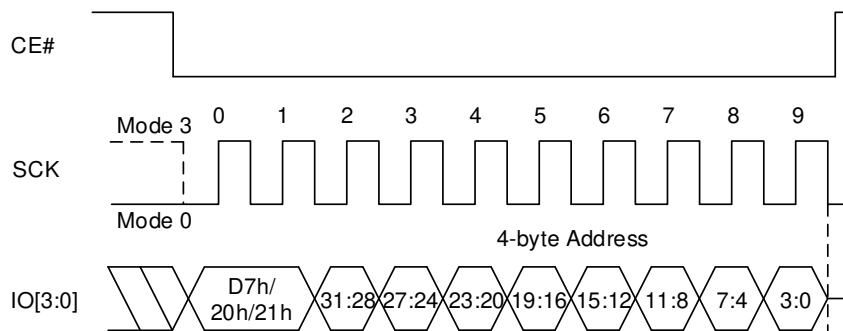 CE#
Mode 3 0 1 2 3 4 5 6 7 8 9
SCK
Mode 0
4-byte Address
IO[3:0]
D7h/
20h/21h
31:28 27:24 23:20 19:16 15:12 11:8 7:4 3:0